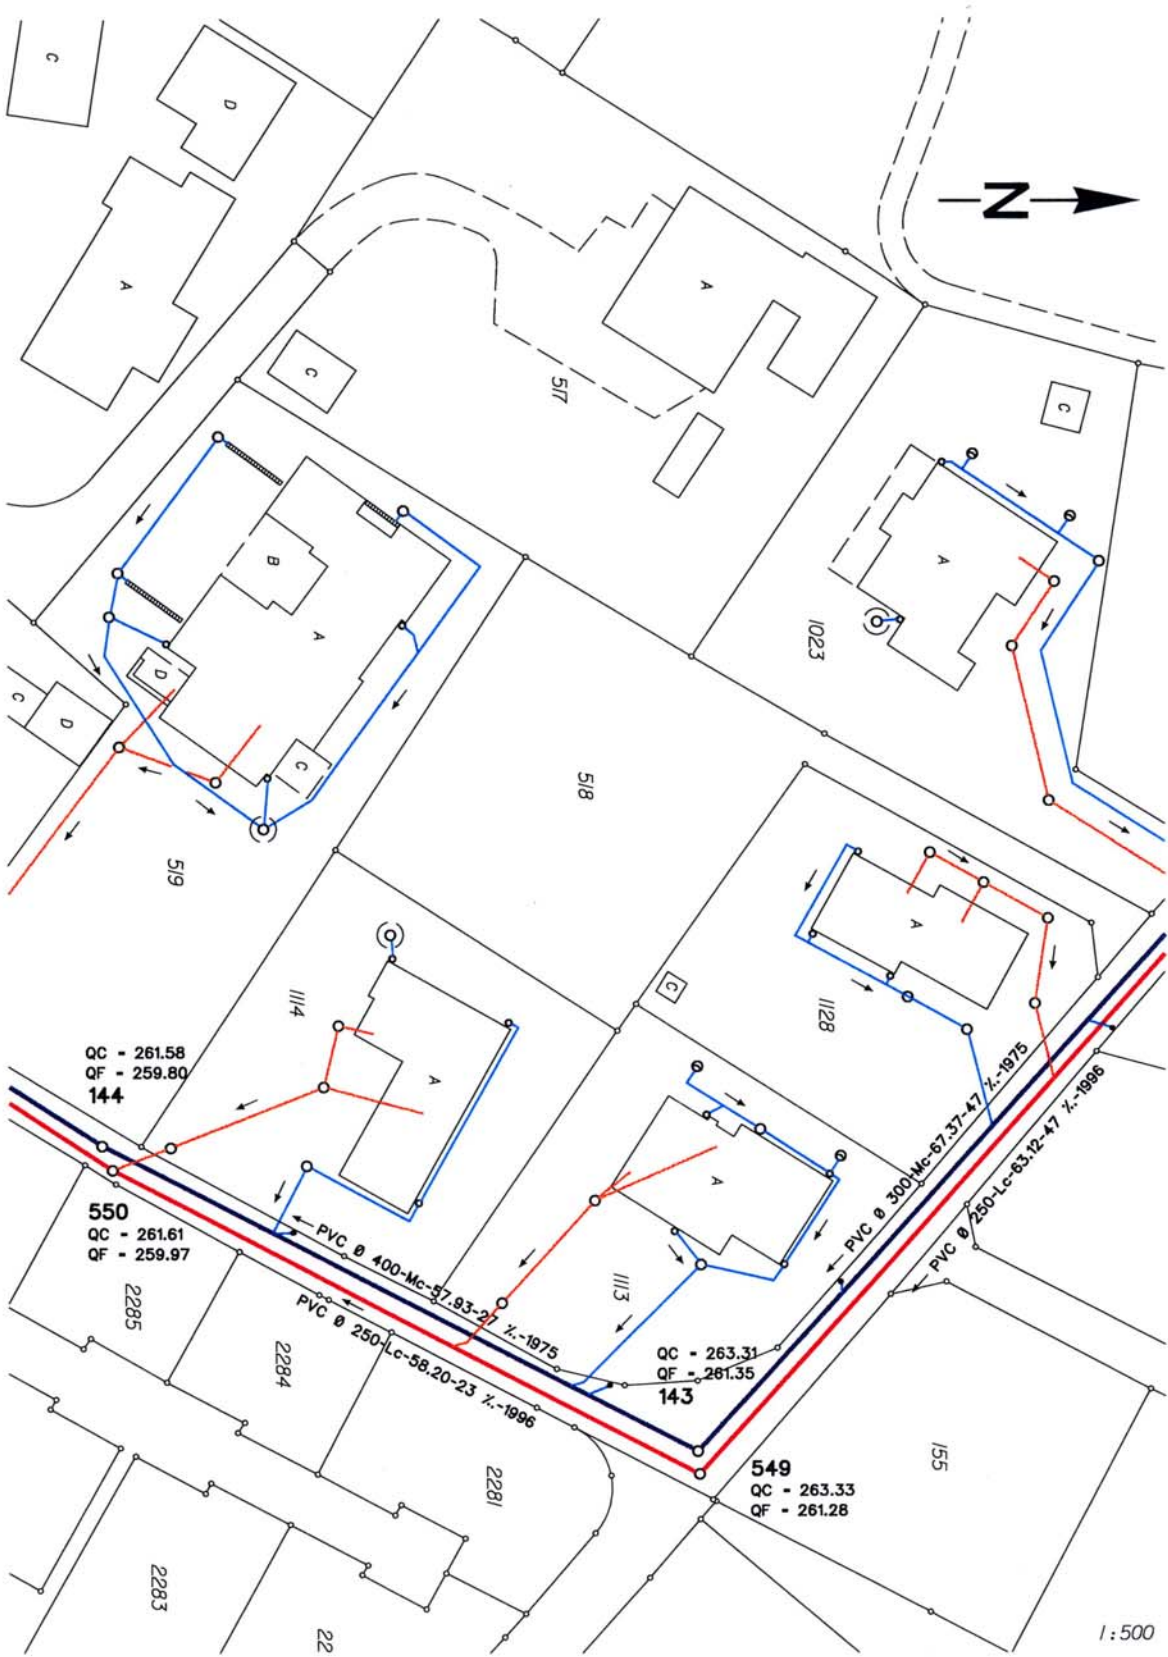 C
D
N
A
A
C
C
517
A
B
A
1023
D
C
D
C
518
519
A
C
1114
1128
QC - 261.58
QF - 259.80
144
A
A
PVC Ø 300-Mc-67.37-47 ‰-1975
PVC Ø 250-Lc-63.12-47 ‰-1996
550
QC - 261.61
QF - 259.97
PVC Ø 400-Mc-57.93-27 ‰-1975
PVC Ø 250-Lc-58.20-23 ‰-1996
1113
2285
2284
QC - 263.31
QF - 261.35
143
549
QC - 263.33
QF - 261.28
155
2281
2283
22
1:500